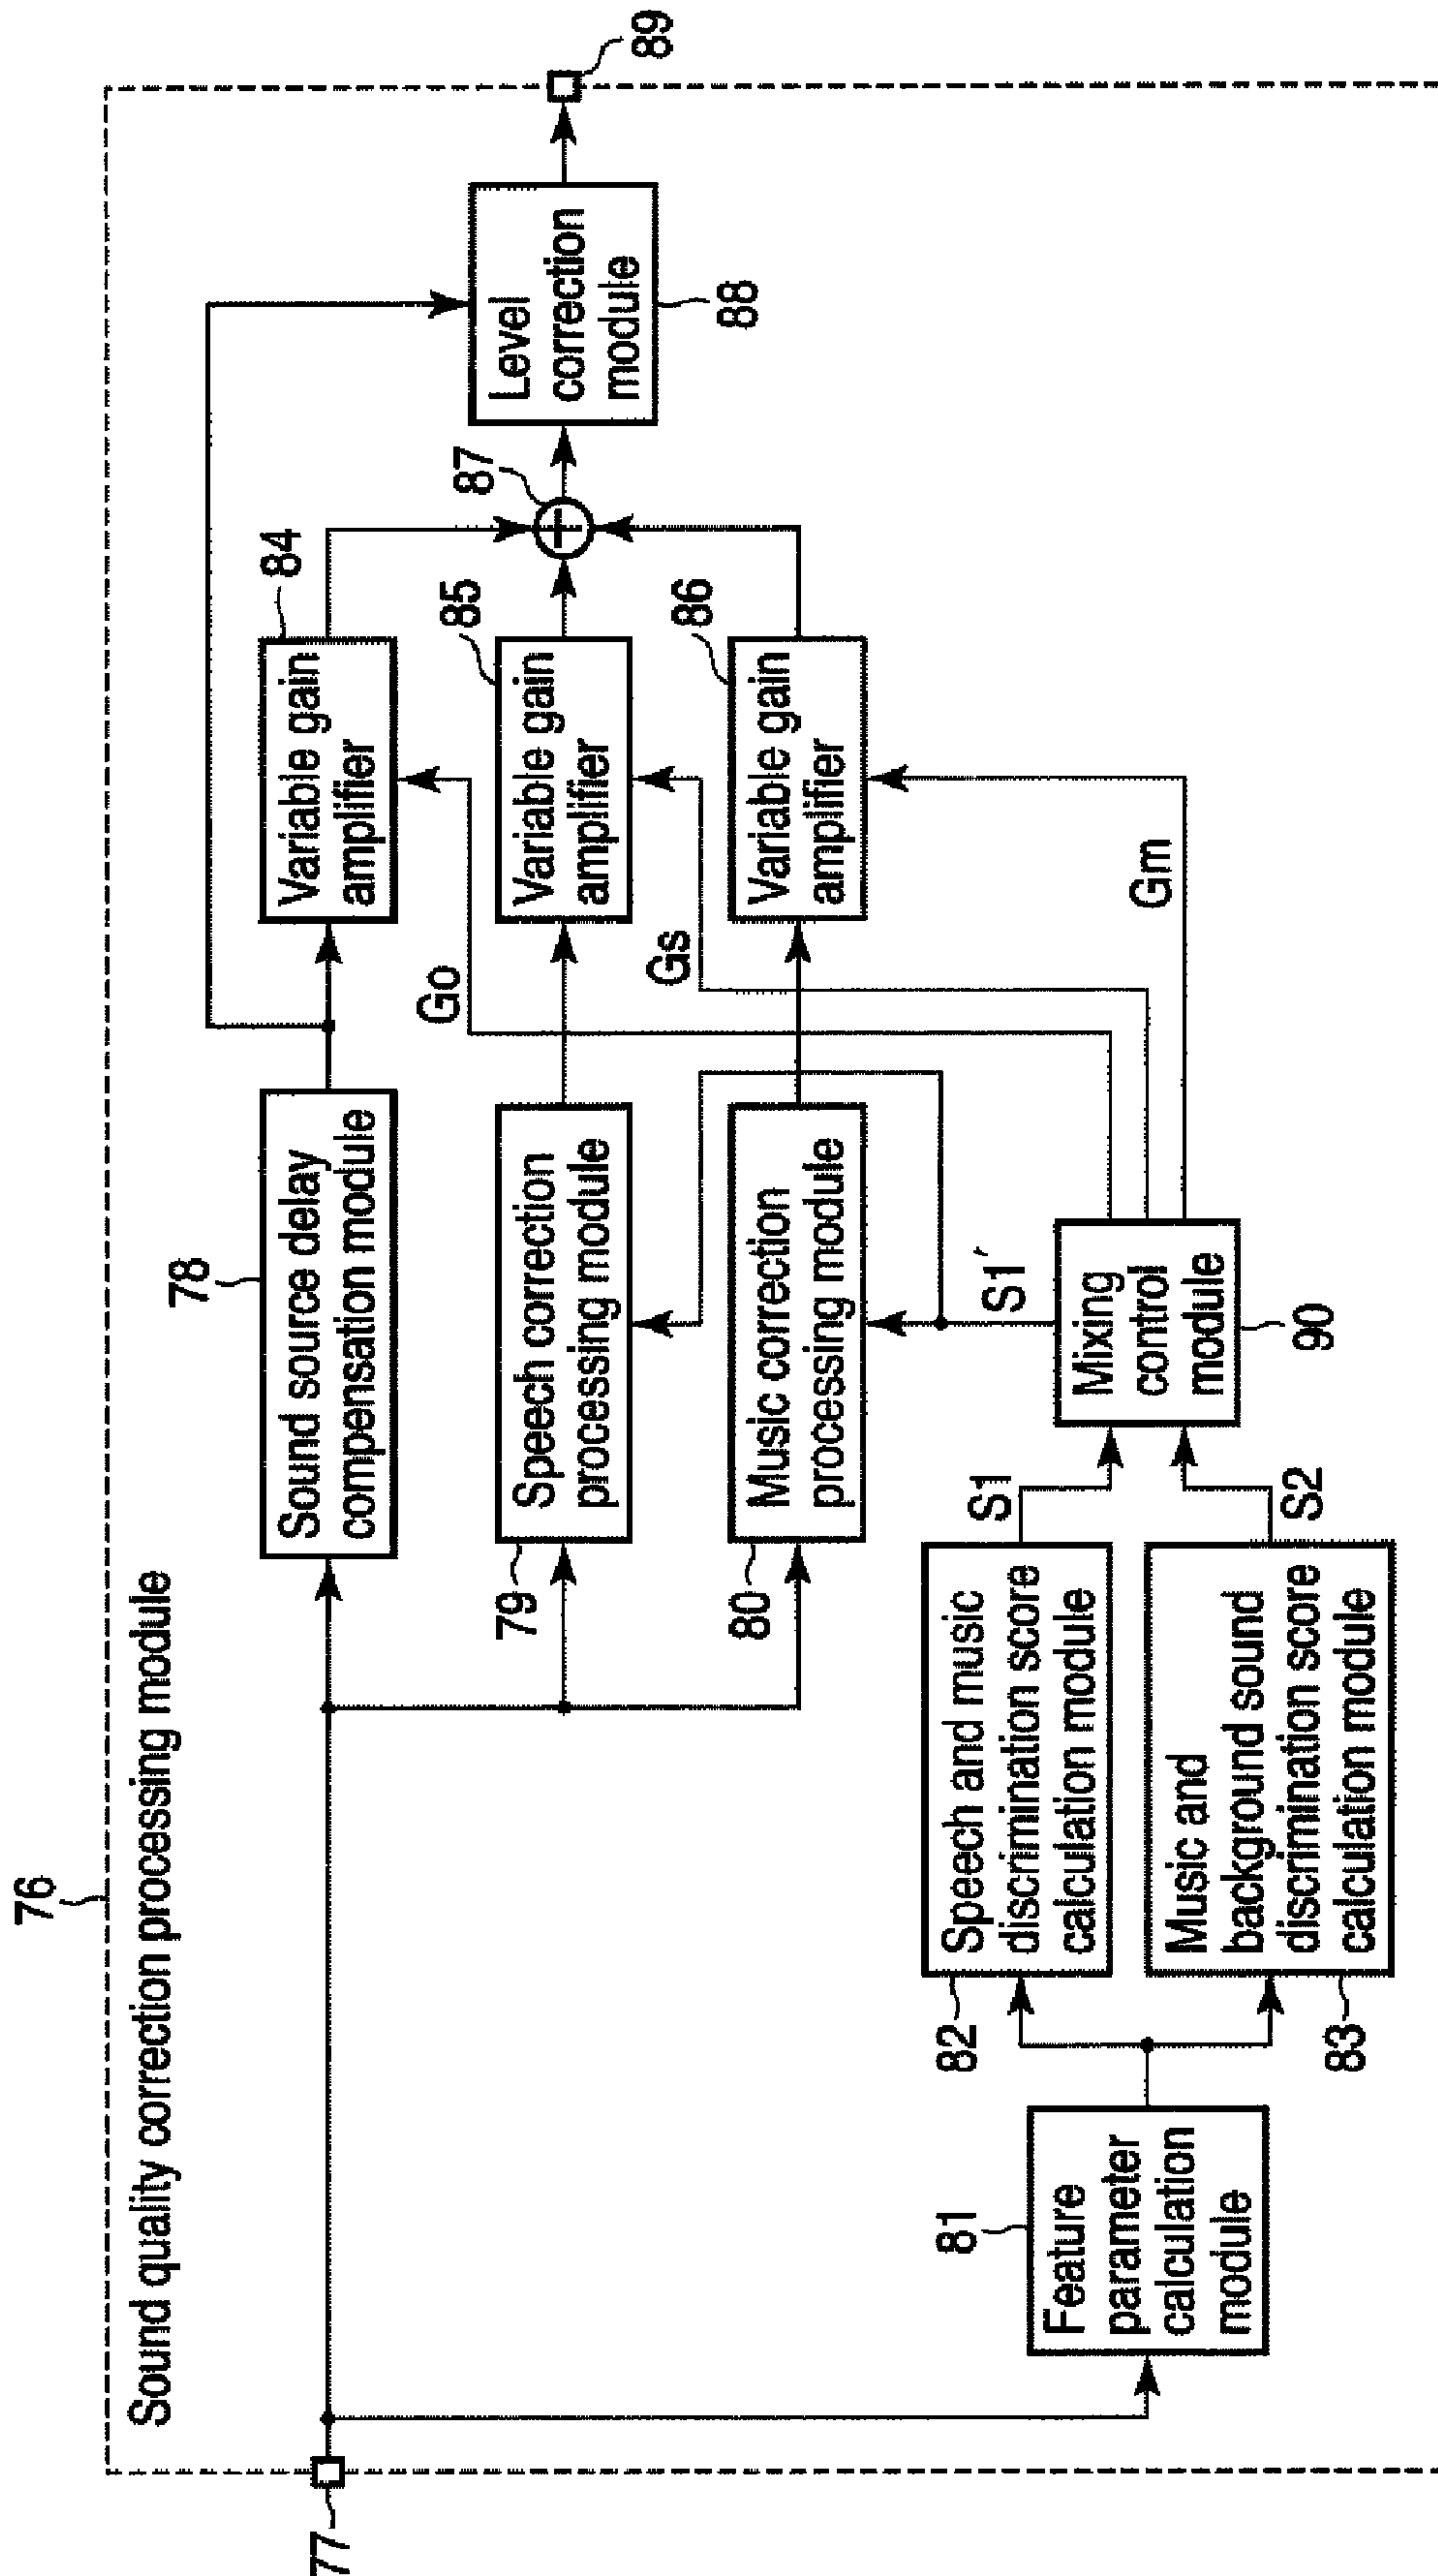 76
Sound quality correction processing module
77
78
Sound source delay
compensation module
84
Variable gain
amplifier
Go
79
Speech correction
processing module
85
Variable gain
amplifier
87
Level
correction
module
88
89
Gs
80
Music correction
processing module
86
Variable gain
amplifier
Gm
S1'
81
Feature
parameter
calculation
module
82
Speech and music
discrimination score
calculation module
S1
83
Music and
background sound
discrimination score
calculation module
S2
Mixing
control
module
90